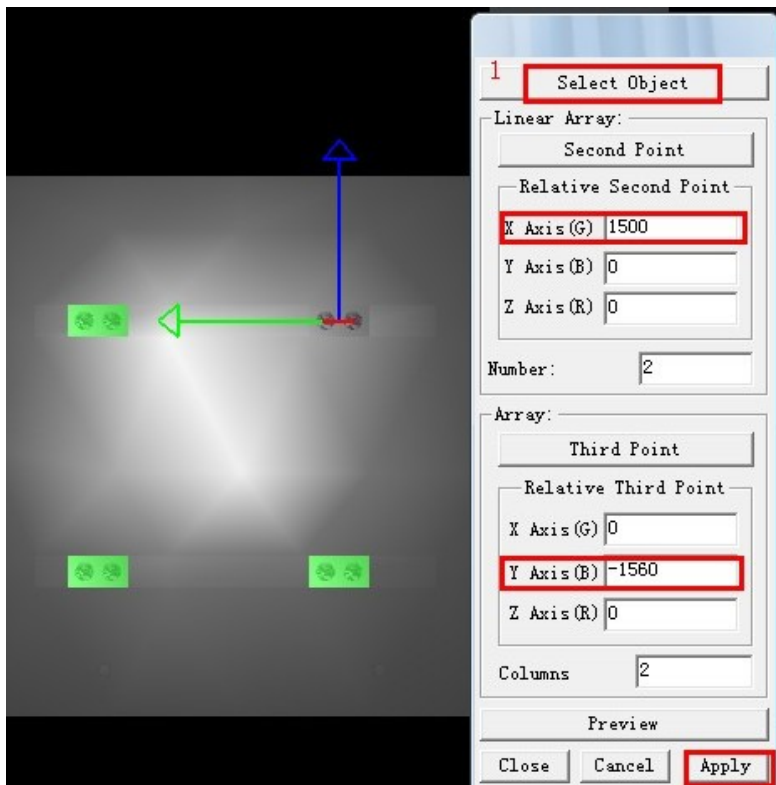 1
Select Object
Linear Array:
Second Point
Relative Second Point
X Axis(G) 1500
Y Axis(B) 0
Z Axis(R) 0
Number: 2
Array:
Third Point
Relative Third Point
X Axis(G) 0
Y Axis(B) -1560
Z Axis(R) 0
Columns 2
Preview
Close Cancel Apply